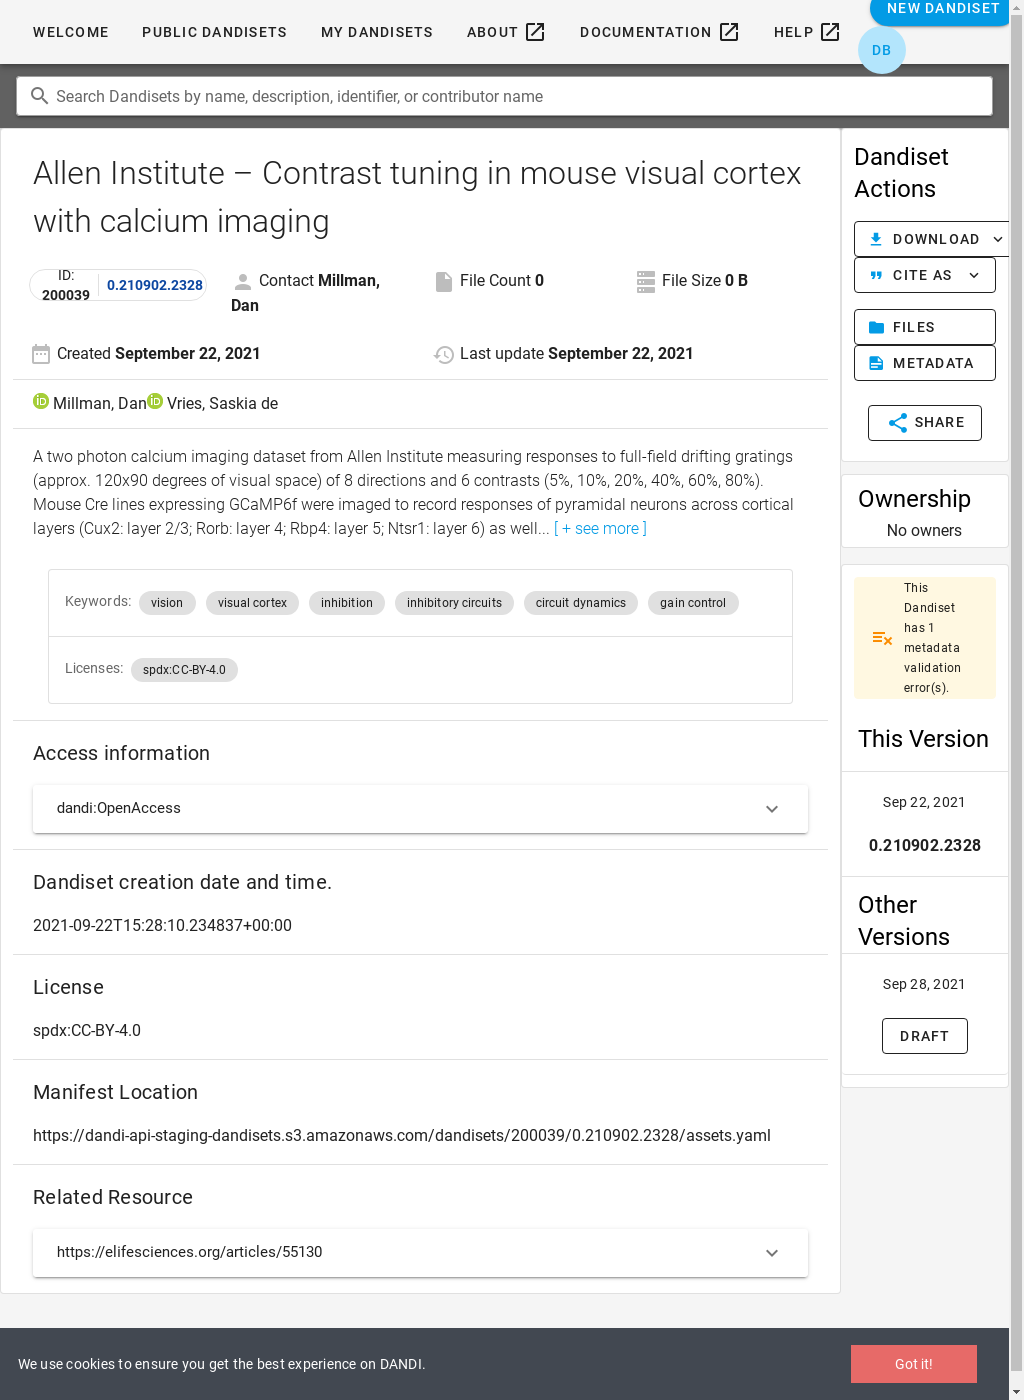 WELCOME PUBLIC DANDISETS MY DANDISETS ABOUT DOCUMENTATION HELP NEW DANDISET
DB
Search Dandisets by name, description, identifier, or contributor name
Allen Institute – Contrast tuning in mouse visual cortex
with calcium imaging
ID:
200039
0.210902.2328
Contact Millman,
Dan
File Count 0
File Size 0 B
Created September 22, 2021
Last update September 22, 2021
Millman, Dan Vries, Saskia de
A two photon calcium imaging dataset from Allen Institute measuring responses to full-field drifting gratings
(approx. 120x90 degrees of visual space) of 8 directions and 6 contrasts (5%, 10%, 20%, 40%, 60%, 80%).
Mouse Cre lines expressing GCaMP6f were imaged to record responses of pyramidal neurons across cortical
layers (Cux2: layer 2/3; Rorb: layer 4; Rbp4: layer 5; Ntsr1: layer 6) as well... [ + see more ]
Keywords: vision visual cortex inhibition inhibitory circuits circuit dynamics gain control
Licenses: spdx:CC-BY-4.0
Access information
dandi:OpenAccess
Dandiset creation date and time.
2021-09-22T15:28:10.234837+00:00
License
spdx:CC-BY-4.0
Manifest Location
https://dandi-api-staging-dandisets.s3.amazonaws.com/dandisets/200039/0.210902.2328/assets.yaml
Related Resource
https://elifesciences.org/articles/55130
Dandiset
Actions
DOWNLOAD
CITE AS
FILES
METADATA
SHARE
Ownership
No owners
This
Dandiset
has 1
metadata
validation
error(s).
This Version
Sep 22, 2021
0.210902.2328
Other
Versions
Sep 28, 2021
DRAFT
We use cookies to ensure you get the best experience on DANDI.
Got it!